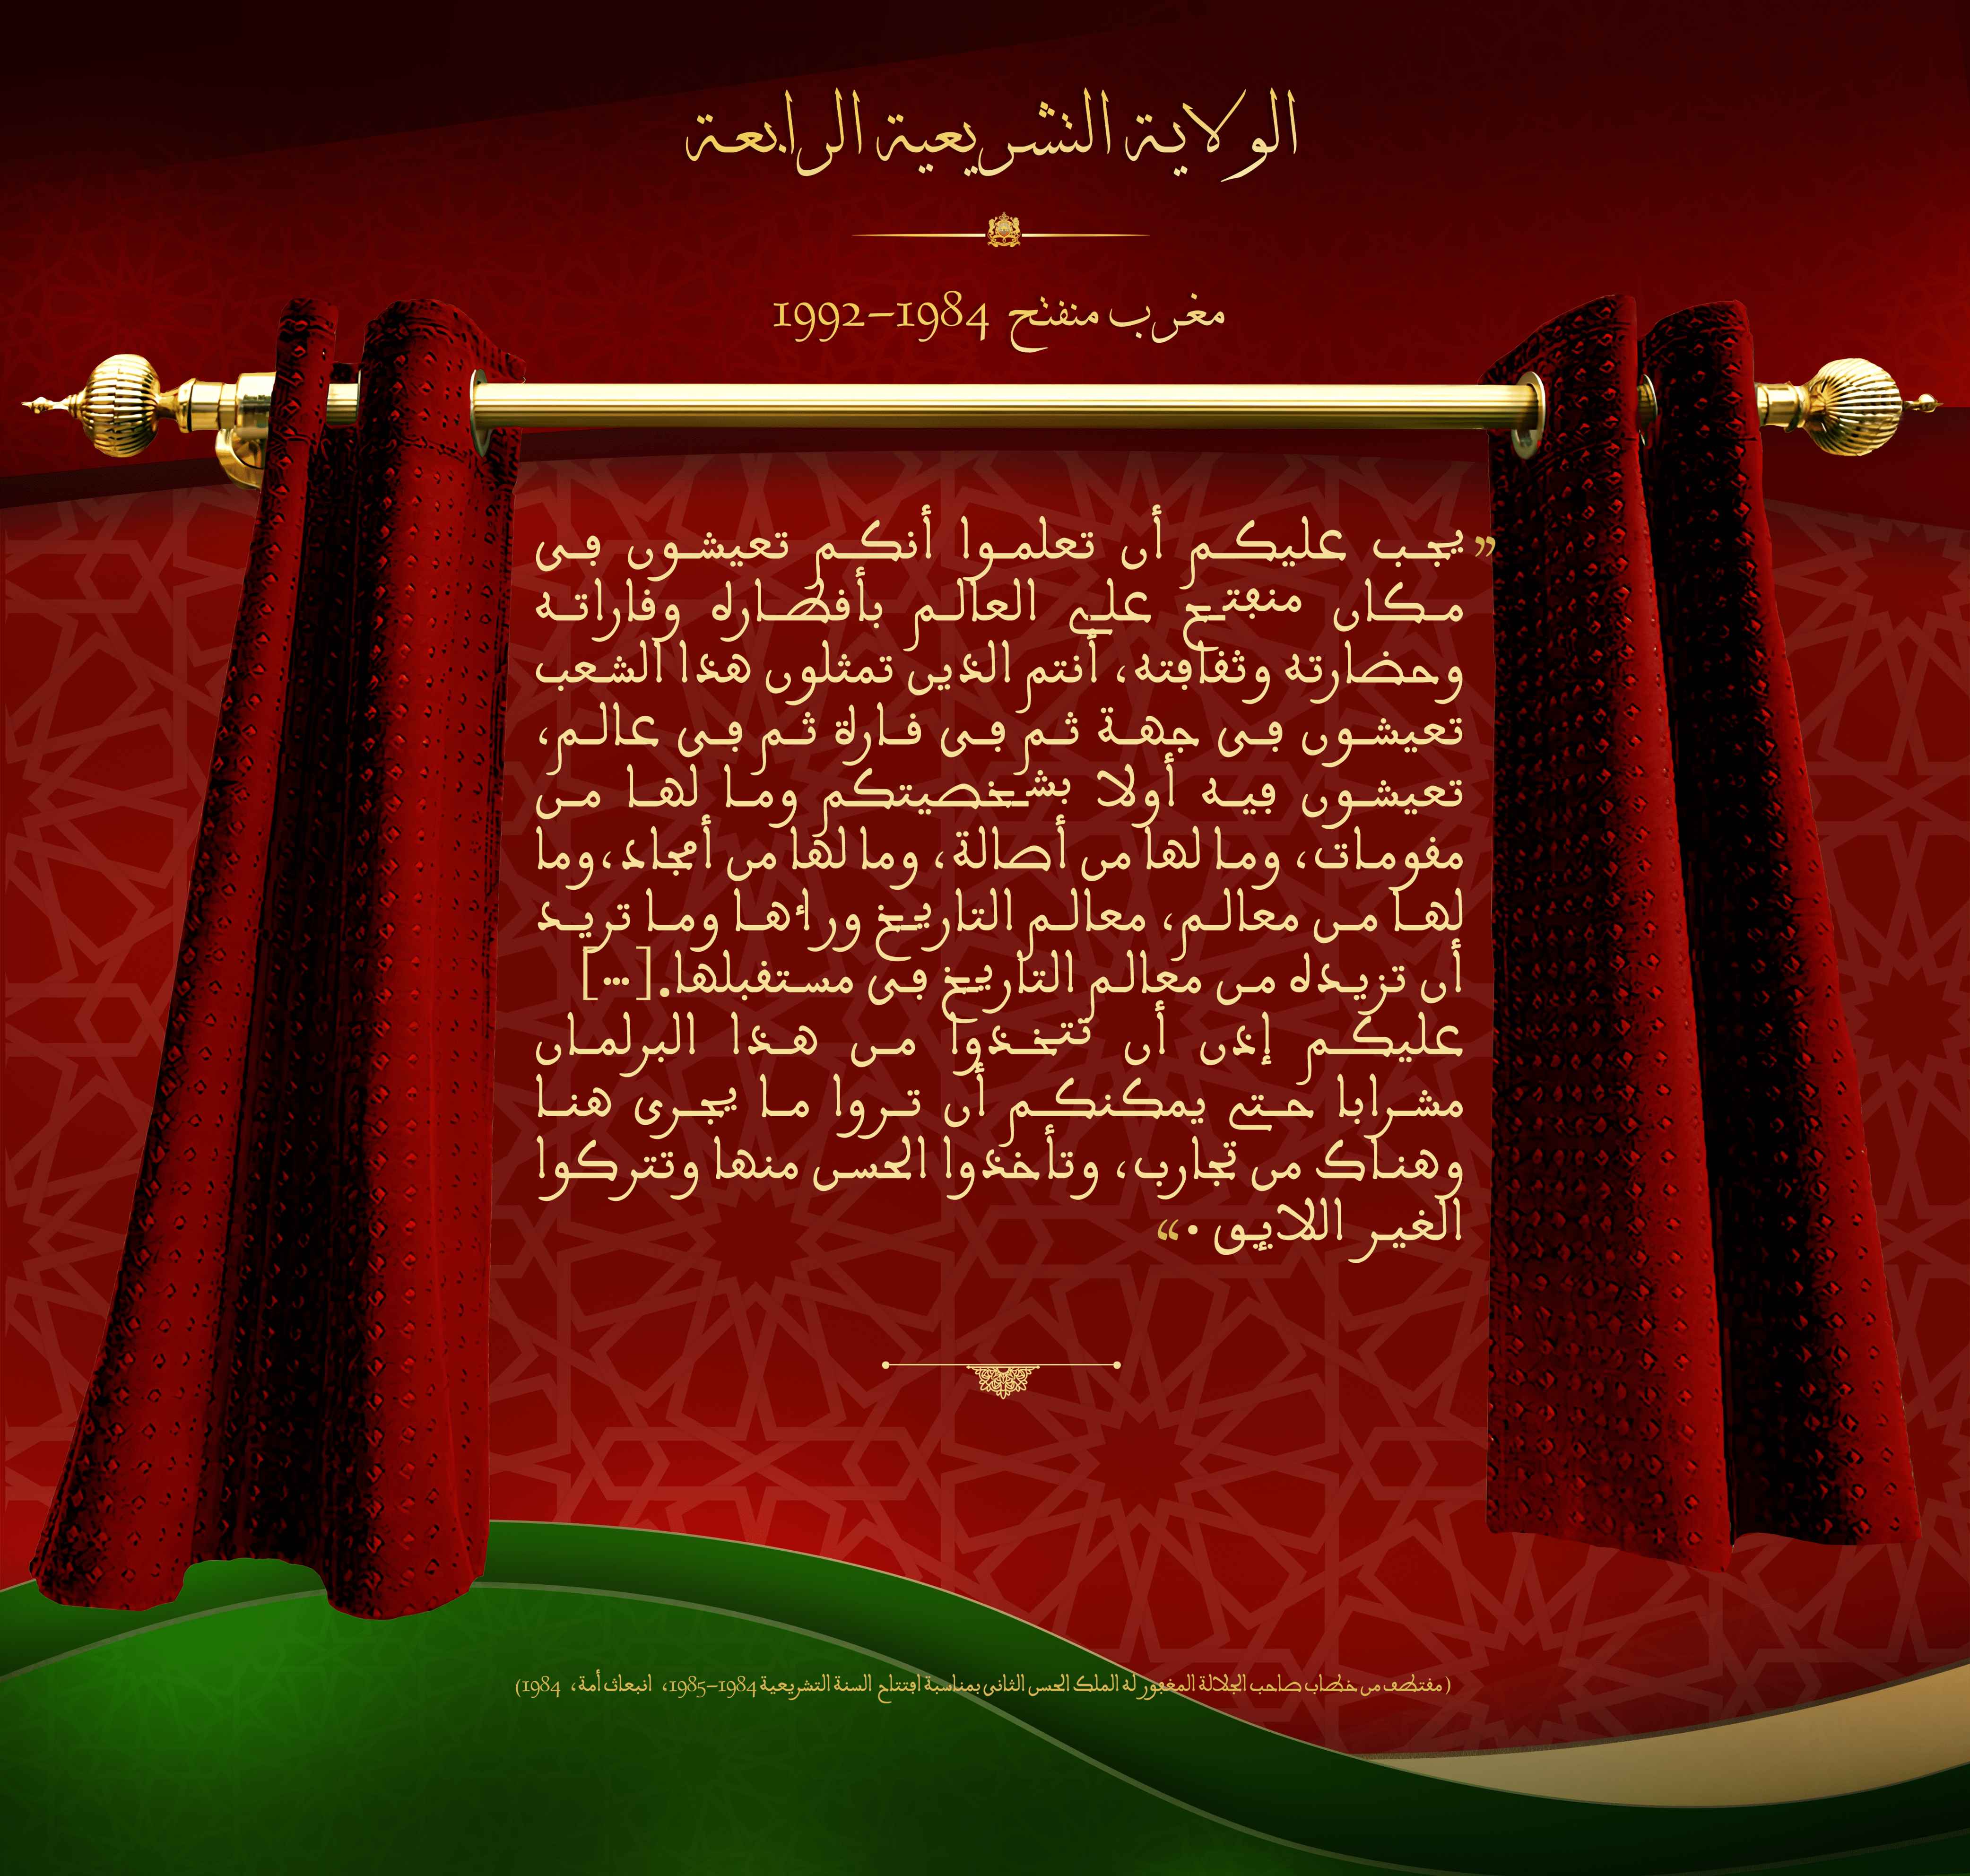 الولاية التشريعية الرابعة
مغرب منفتح 1984–1992
”يجب عليكم أن تعلموا أنكم تعيشون في
مكان منفتح على العالم بأقطاره وقاراته
وحضارته وثقافته، أنتم الذين تمثلون هذا الشعب
تعيشون في جهة ثم في قارة ثم في عالم،
تعيشون فيه أولا بشخصيتكم وما لها من
مقومات، وما لها من أصالة، وما لها من أمجاد، وما
لها من معالم، معالم التاريخ وراءها وما تريد
أن تزيده من معالم التاريخ في مستقبلها. [...]
عليكم إذن أن تتخذوا من هذا البرلمان
مشرابا حتى يمكنكم أن تروا ما يجري هنا
وهناك من تجارب، وتأخذوا الحسن منها وتتركوا
الغير اللايق .“
(مقتطف من خطاب صاحب الجلالة المغفور له الملك الحسن الثاني بمناسبة افتتاح السنة التشريعية 1984–1985، انبعاث أمة، 1984)